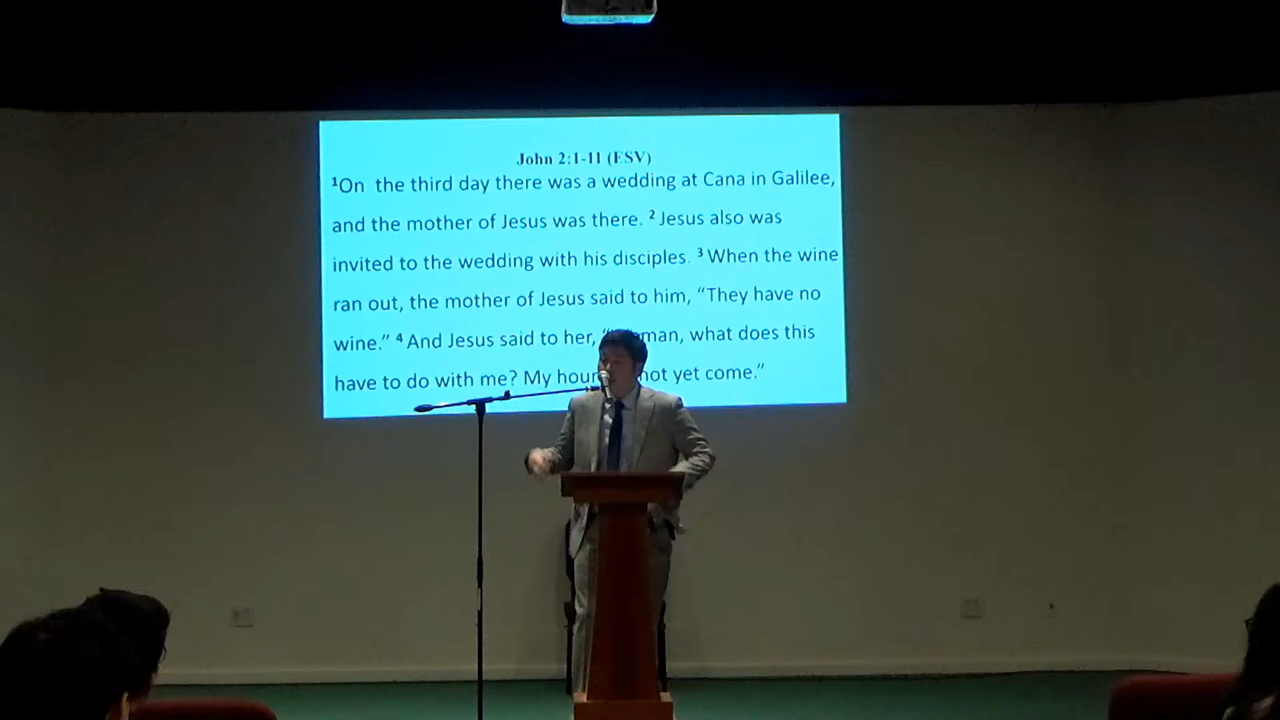 John 2:1-11 (ESV)
¹On the third day there was a wedding at Cana in Galilee,
and the mother of Jesus was there. ² Jesus also was
invited to the wedding with his disciples. ³ When the wine
ran out, the mother of Jesus said to him, “They have no
wine.” ⁴ And Jesus said to her, “ man, what does this
have to do with me? My hour not yet come.”